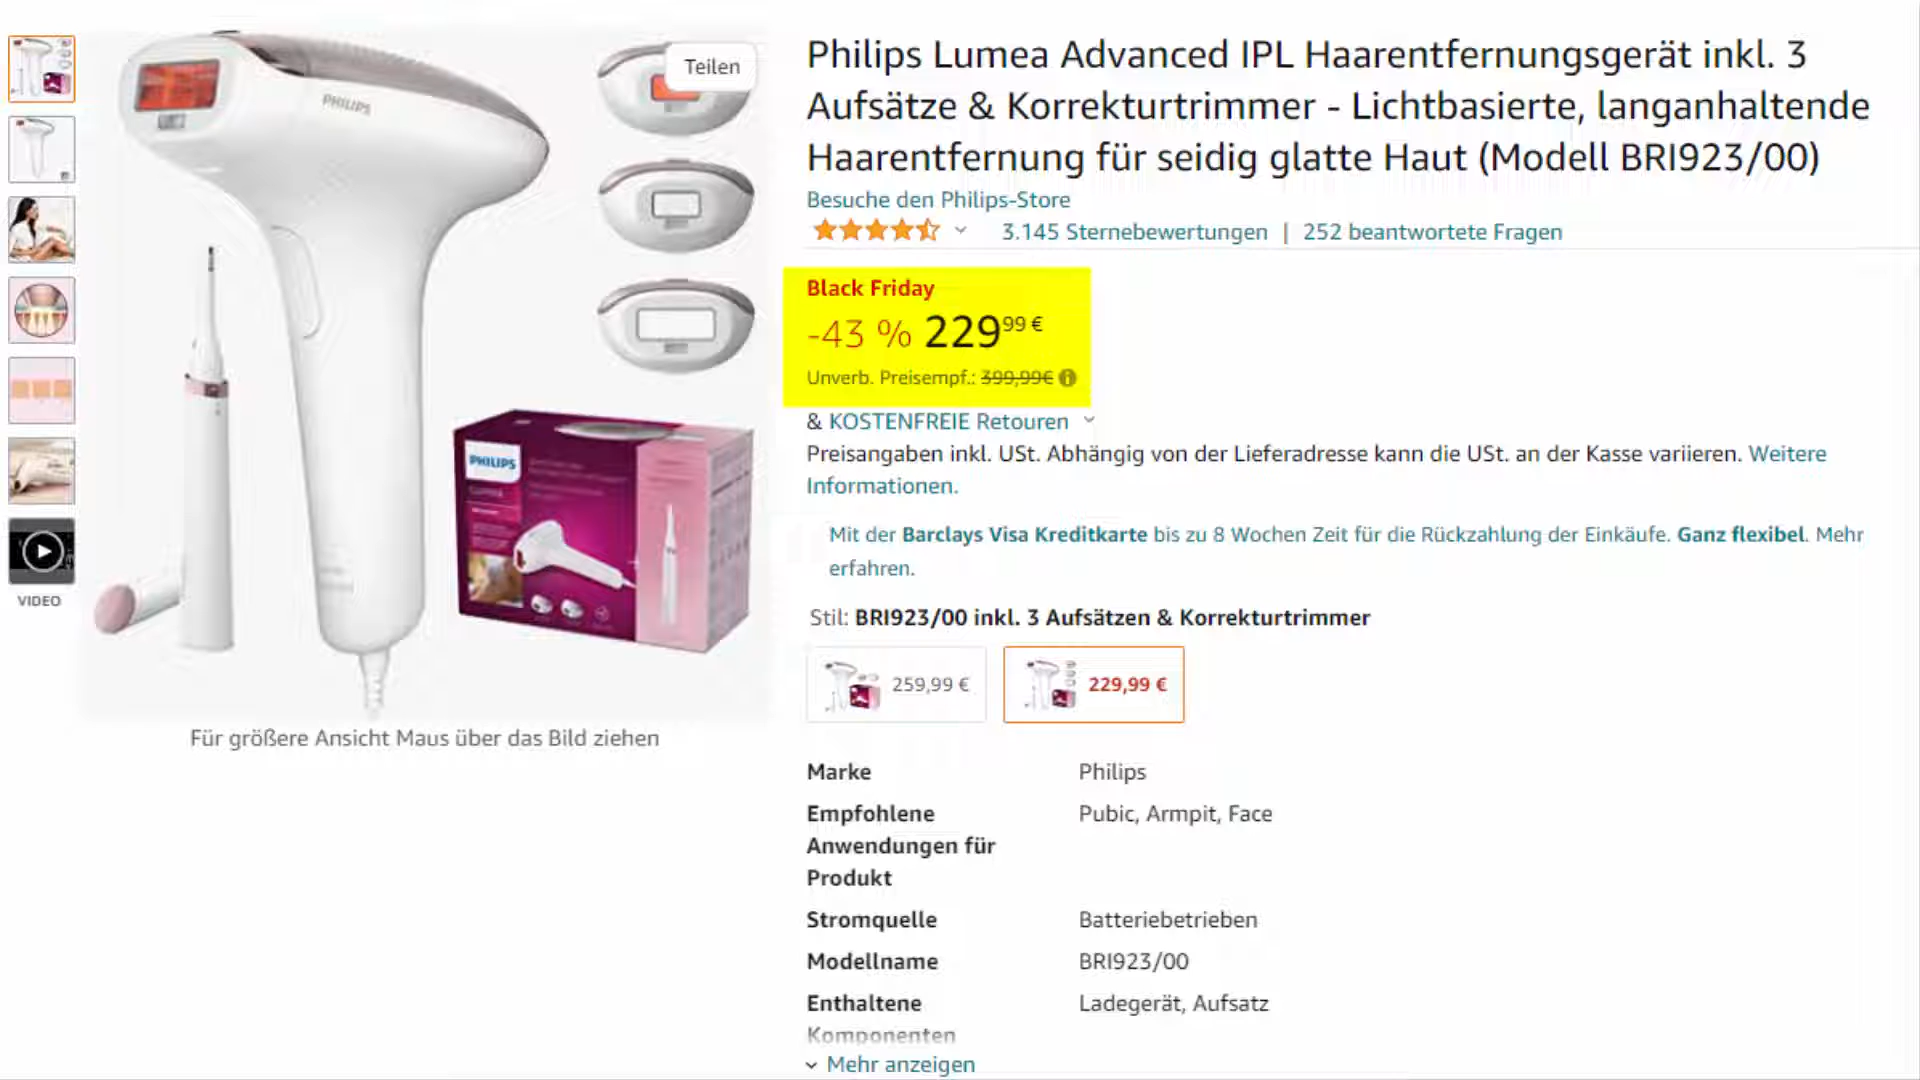 Teilen
PHILIPS
PHILIPS
VIDEO
Für größere Ansicht Maus über das Bild ziehen
Philips Lumea Advanced IPL Haarentfernungsgerät inkl. 3
Aufsätze & Korrekturtrimmer - Lichtbasierte, langanhaltende
Haarentfernung für seidig glatte Haut (Modell BRI923/00)
Besuche den Philips-Store
3.145 Sternebewertungen | 252 beantwortete Fragen
Black Friday
-43 % 229⁹⁹ €
Unverb. Preisempf.: 399,99€
& KOSTENFREIE Retouren
Preisangaben inkl. USt. Abhängig von der Lieferadresse kann die USt. an der Kasse variieren. Weitere
Informationen.
Mit der Barclays Visa Kreditkarte bis zu 8 Wochen Zeit für die Rückzahlung der Einkäufe. Ganz flexibel. Mehr
erfahren.
Stil: BRI923/00 inkl. 3 Aufsätzen & Korrekturtrimmer
259,99 € 229,99 €
Marke Philips
Empfohlene Pubic, Armpit, Face
Anwendungen für
Produkt
Stromquelle Batteriebetrieben
Modellname BRI923/00
Enthaltene Ladegerät, Aufsatz
Komponenten
Mehr anzeigen